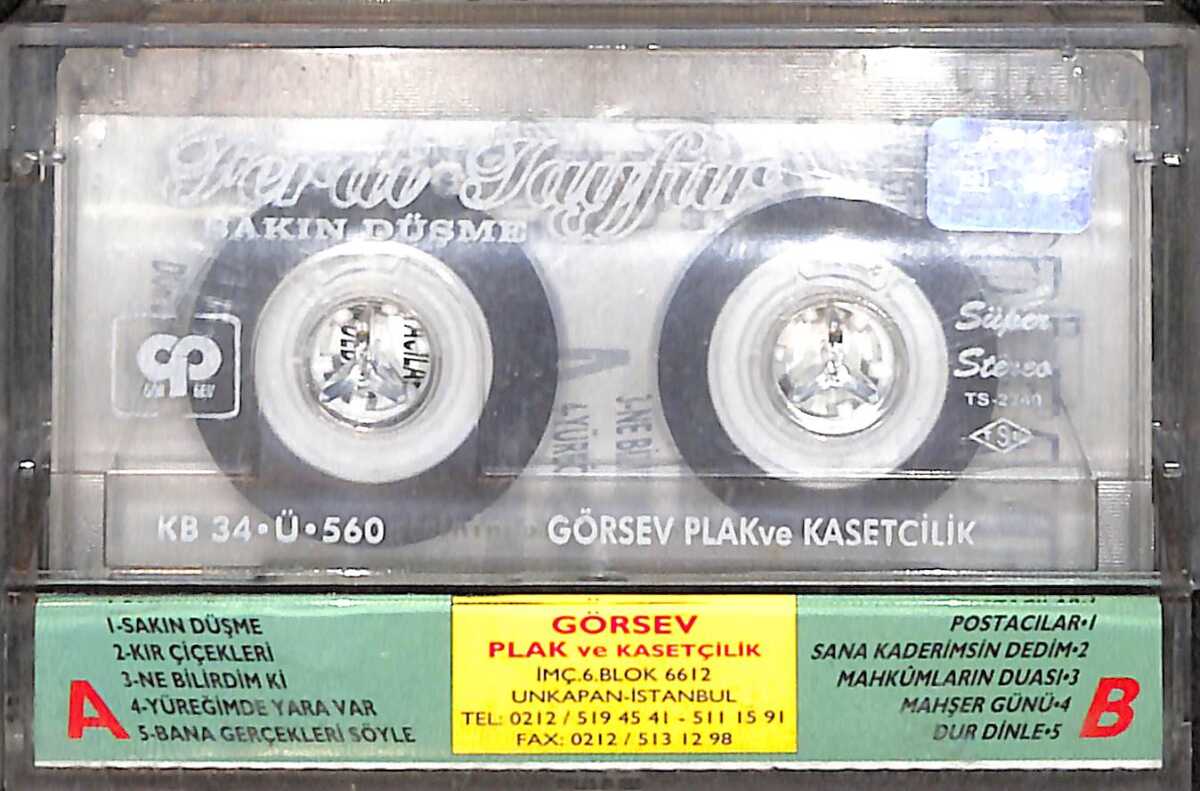 Ferdi Tayfur
SAKIN DÜŞME
Süper
Stereo
TS-2240
TSE
KB 34•Ü•560
GÖRSEV PLAKve KASETCİLİK
A
1-SAKIN DÜŞME
2-KIR ÇİÇEKLERİ
3-NE BİLİRDİM Kİ
4-YÜREĞİMDE YARA VAR
5-BANA GERÇEKLERİ SÖYLE
GÖRSEV
PLAK ve KASETÇİLİK
İMÇ.6.BLOK 6612
UNKAPAN-İSTANBUL
TEL: 0212 / 519 45 41 - 511 15 91
FAX: 0212 / 513 12 98
POSTACILAR•1
SANA KADERİMSİN DEDİM•2
MAHKÛMLARIN DUASI•3
MAHŞER GÜNÜ•4
DUR DİNLE•5
B